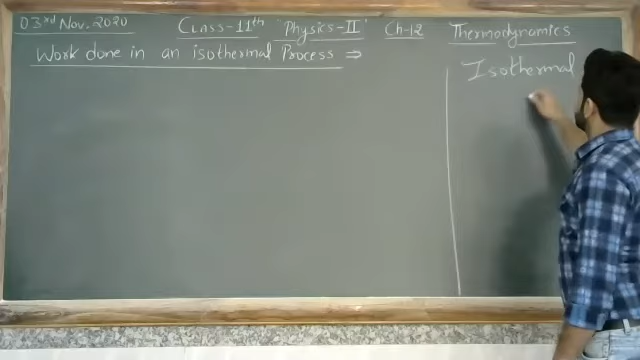 03rd Nov. 2020 Class-11th "Physics-II" Ch-12 Thermodynamics
Work done in an isothermal Process ⇒
Isothermal